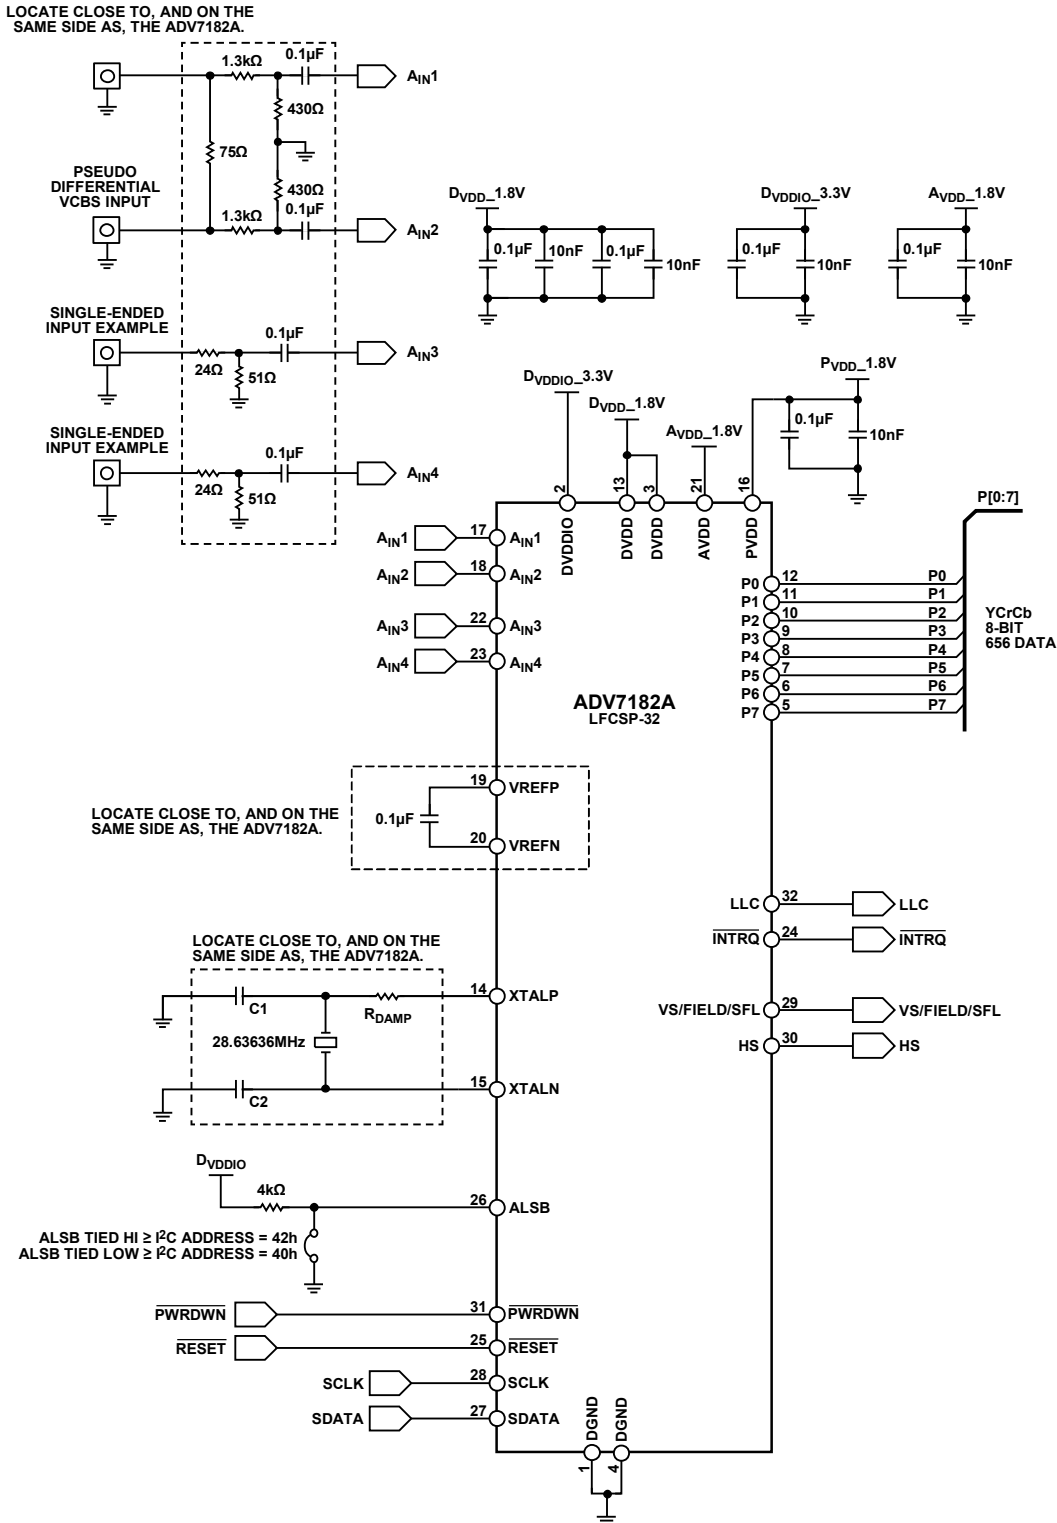 LOCATE CLOSE TO, AND ON THE
SAME SIDE AS, THE ADV7182A.
1.3kΩ
0.1µF
AIN1
430Ω
75Ω
PSEUDO
DIFFERENTIAL
VCBS INPUT
430Ω
1.3kΩ
0.1µF
AIN2
DVDD_1.8V
0.1µF
10nF
0.1µF
10nF
DVDDIO_3.3V
0.1µF
10nF
AVDD_1.8V
0.1µF
10nF
SINGLE-ENDED
INPUT EXAMPLE
0.1µF
AIN3
24Ω
51Ω
SINGLE-ENDED
INPUT EXAMPLE
0.1µF
AIN4
24Ω
51Ω
DVDDIO_3.3V
DVDD_1.8V
AVDD_1.8V
PVDD_1.8V
0.1µF
10nF
2
13
3
21
16
DVDDIO
DVDD
DVDD
AVDD
PVDD
P[0:7]
AIN1
17
AIN1
AIN2
18
AIN2
AIN3
22
AIN3
AIN4
23
AIN4
P0
12
P0
P1
11
P1
P2
10
P2
P3
9
P3
P4
8
P4
P5
7
P5
P6
6
P6
P7
5
P7
YCrCb
8-BIT
656 DATA
ADV7182A
LFCSP-32
LOCATE CLOSE TO, AND ON THE
SAME SIDE AS, THE ADV7182A.
0.1µF
19
VREFP
20
VREFN
LLC
32
LLC
INTRQ
24
INTRQ
VS/FIELD/SFL
29
VS/FIELD/SFL
HS
30
HS
LOCATE CLOSE TO, AND ON THE
SAME SIDE AS, THE ADV7182A.
C1
RDAMP
14
XTALP
28.63636MHz
C2
15
XTALN
DVDDIO
4kΩ
26
ALSB
ALSB TIED HI ≥ I2C ADDRESS = 42h
ALSB TIED LOW ≥ I2C ADDRESS = 40h
PWRDWN
31
PWRDWN
RESET
25
RESET
SCLK
28
SCLK
SDATA
27
SDATA
DGND
DGND
1
4